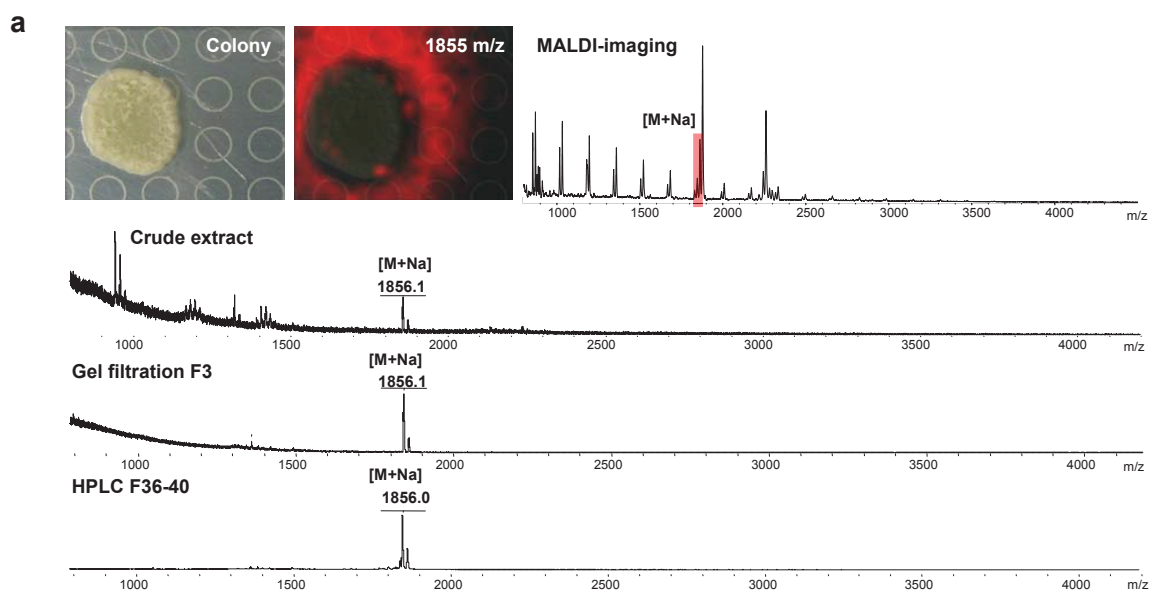 a
Colony
1855 m/z
MALDI-imaging
[M+Na]
1000 1500 2000 2500 3000 3500 4000
m/z
Crude extract
[M+Na]
1856.1
1000 1500 2000 2500 3000 3500 4000
m/z
Gel filtration F3
[M+Na]
1856.1
1000 1500 2000 2500 3000 3500 4000 m/z
HPLC F36-40
[M+Na]
1856.0
1000 1500 2000 2500 3000 3500 4000 m/z